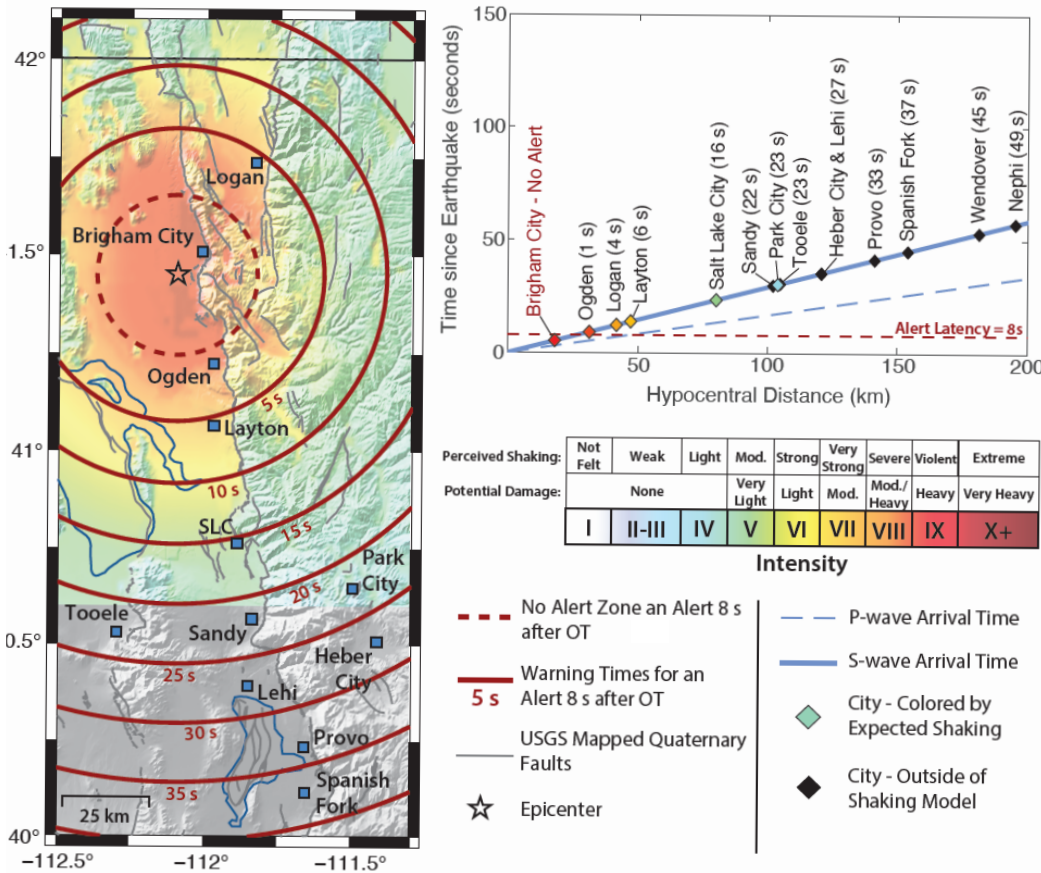 42°
1.5°
41°
0.5°
40°
-112.5°
-112°
-111.5°
Logan
Brigham City
Ogden
5 s
Layton
10 s
SLC
15 s
Park
City
20 s
Tooele
Sandy
Heber
City
25 s
Lehi
30 s
Provo
35 s
Spanish
Fork
25 km
Time since Earthquake (seconds)
150
100
50
0
Brigham City - No Alert
Ogden (1 s)
Logan (4 s)
Layton (6 s)
Salt Lake City (16 s)
Sandy (22 s)
Park City (23 s)
Tooele (23 s)
Heber City & Lehi (27 s)
Provo (33 s)
Spanish Fork (37 s)
Wendover (45 s)
Nephi (49 s)
Alert Latency = 8s
0
50
100
150
200
Hypocentral Distance (km)
Perceived Shaking:
Not
Felt
Weak
Light
Mod.
Strong
Very
Strong
Severe
Violent
Extreme
Potential Damage:
None
Very
Light
Light
Mod.
Mod./
Heavy
Heavy
Very Heavy
I
II-III
IV
V
VI
VII
VIII
IX
X+
Intensity
No Alert Zone an Alert 8 s
after OT
5 s
Warning Times for an
Alert 8 s after OT
USGS Mapped Quaternary
Faults
Epicenter
P-wave Arrival Time
S-wave Arrival Time
City - Colored by
Expected Shaking
City - Outside of
Shaking Model